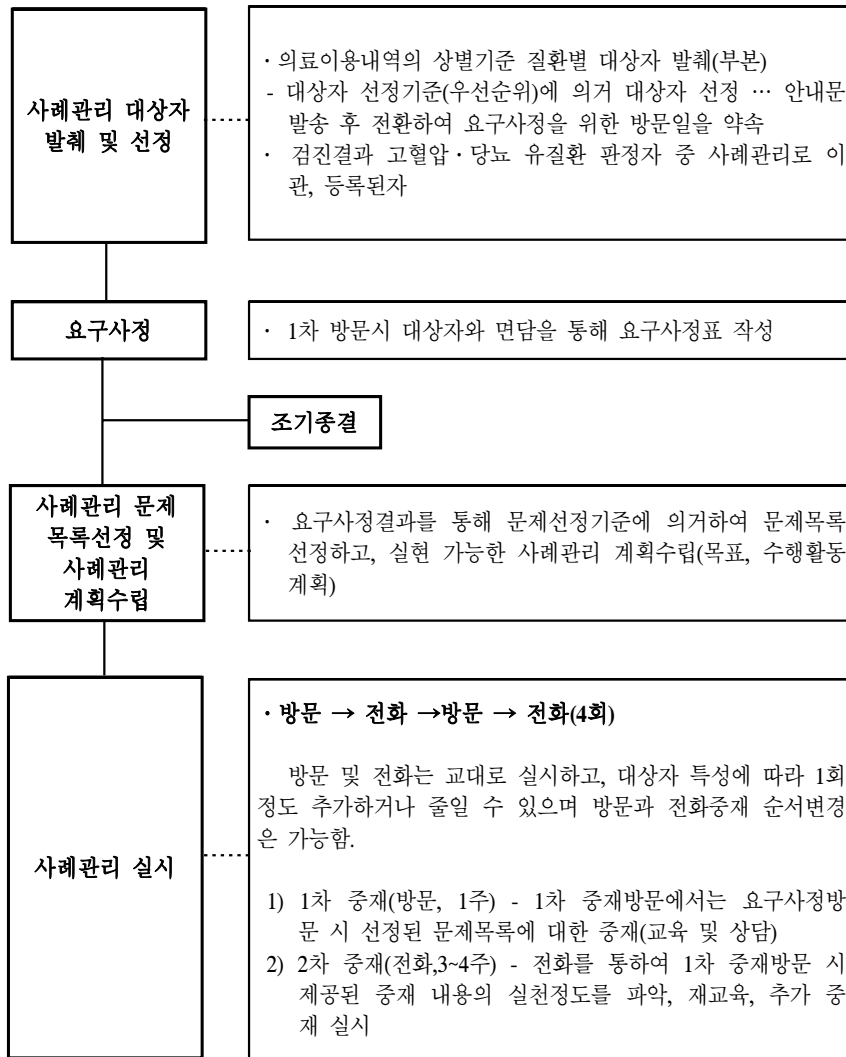 사례관리 대상자
발췌 및 선정
· 의료이용내역의 상별기준 질환별 대상자 발췌(부본)
- 대상자 선정기준(우선순위)에 의거 대상자 선정 … 안내문
발송 후 전환하여 요구사정을 위한 방문일을 약속
· 검진결과 고혈압·당뇨 유질환 판정자 중 사례관리로 이
관, 등록된자
요구사정
· 1차 방문시 대상자와 면담을 통해 요구사정표 작성
조기종결
사례관리 문제
목록선정 및
사례관리
계획수립
· 요구사정결과를 통해 문제선정기준에 의거하여 문제목록
선정하고, 실현 가능한 사례관리 계획수립(목표, 수행활동
계획)
사례관리 실시
· 방문 → 전화 →방문 → 전화(4회)
방문 및 전화는 교대로 실시하고, 대상자 특성에 따라 1회
정도 추가하거나 줄일 수 있으며 방문과 전화중재 순서변경
은 가능함.
1) 1차 중재(방문, 1주) - 1차 중재방문에서는 요구사정방
문 시 선정된 문제목록에 대한 중재(교육 및 상담)
2) 2차 중재(전화,3~4주) - 전화를 통하여 1차 중재방문 시
제공된 중재 내용의 실천정도를 파악, 재교육, 추가 중
재 실시